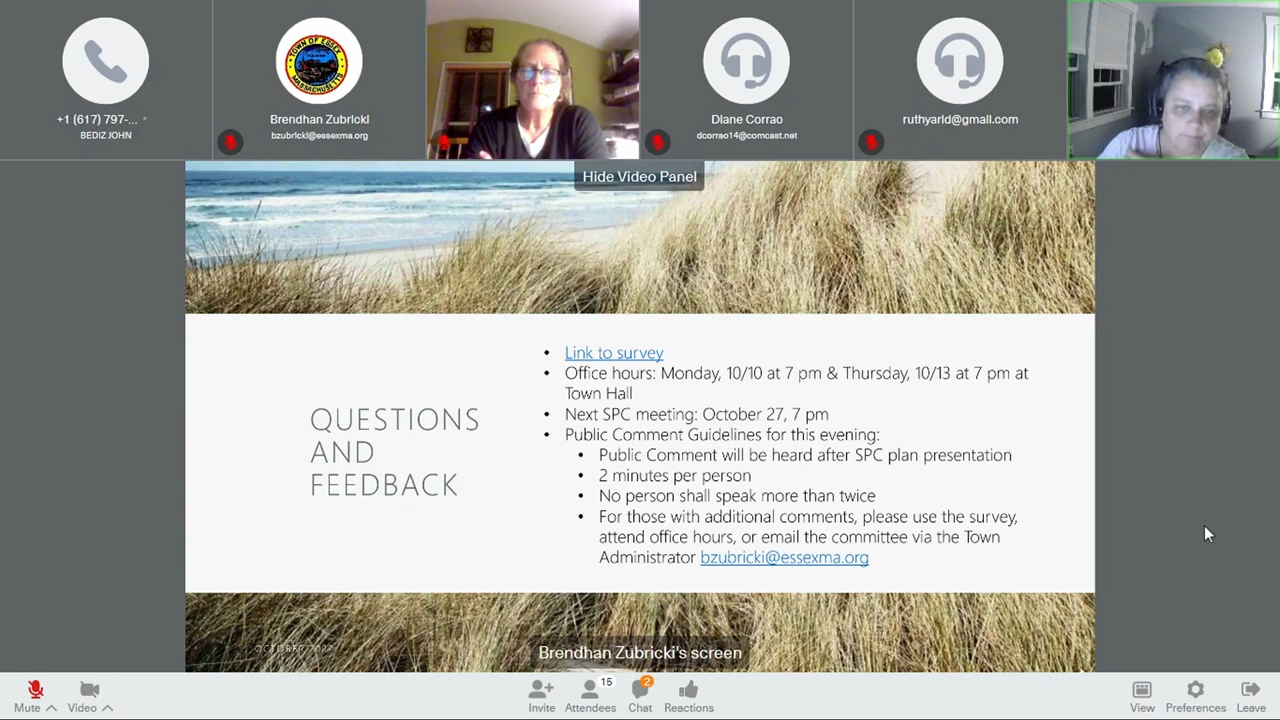 +1 (617) 797-...
BEDIZ JOHN
TOWN OF ESSEX
MASSACHUSETTS
Brendhan Zubricki
bzubricki@essexma.org
Diane Corrao
dcorrao14@comcast.net
ruthyarid@gmail.com
Hide Video Panel
QUESTIONS
AND
FEEDBACK
• Link to survey
• Office hours: Monday, 10/10 at 7 pm & Thursday, 10/13 at 7 pm at
Town Hall
• Next SPC meeting: October 27, 7 pm
• Public Comment Guidelines for this evening:
• Public Comment will be heard after SPC plan presentation
• 2 minutes per person
• No person shall speak more than twice
• For those with additional comments, please use the survey,
attend office hours, or email the committee via the Town
Administrator bzubricki@essexma.org
OCTOBER 2022
Brendhan Zubricki's screen
Mute
Video
Invite
15
Attendees
2
Chat
Reactions
View
Preferences
Leave